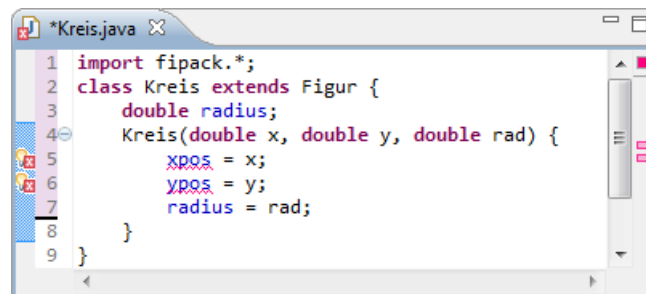 *Kreis.java
1 import fipack.*;
2 class Kreis extends Figur {
3     double radius;
4     Kreis(double x, double y, double rad) {
5         xpos = x;
6         ypos = y;
7         radius = rad;
8     }
9 }